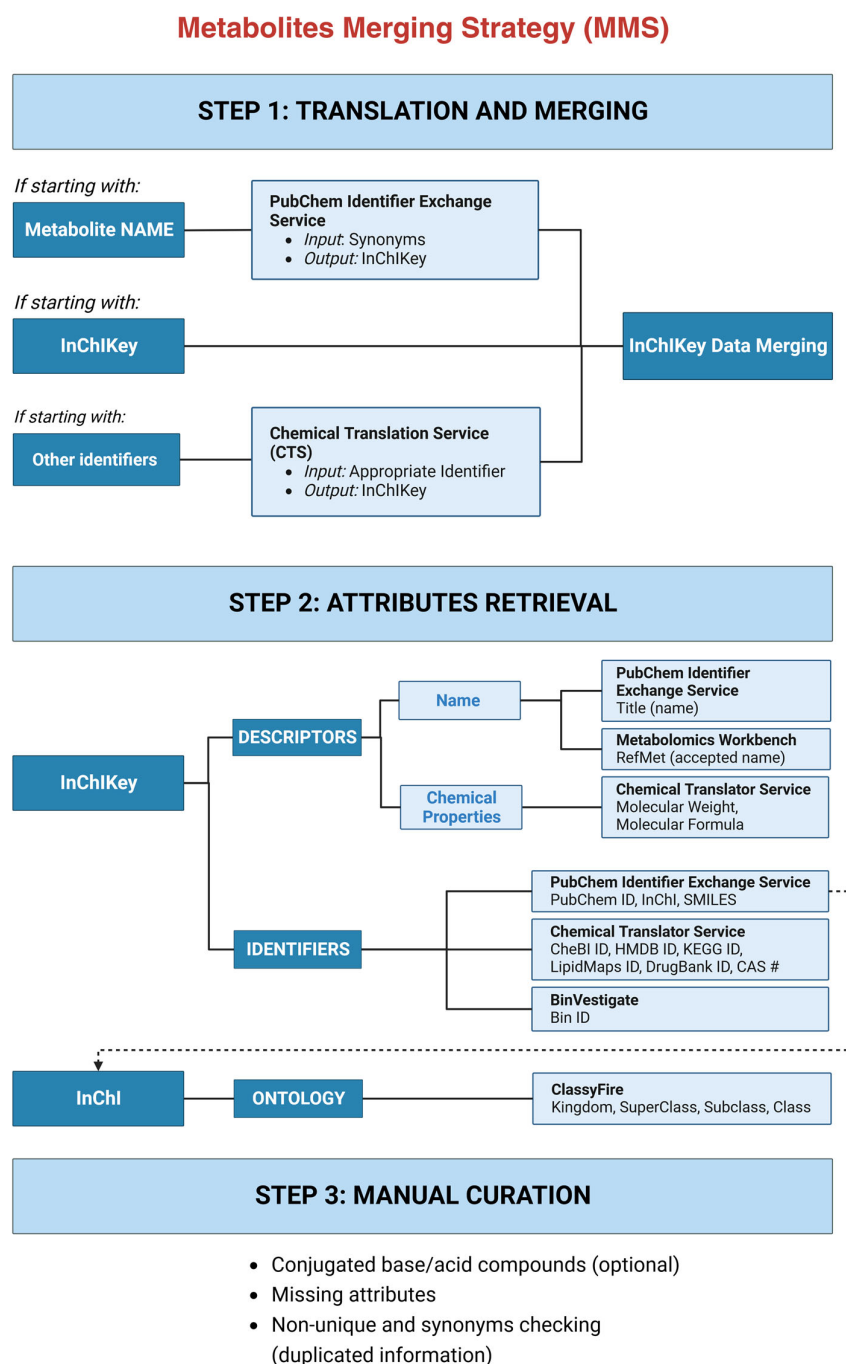 Metabolites Merging Strategy (MMS)
STEP 1: TRANSLATION AND MERGING
If starting with:
Metabolite NAME
PubChem Identifier Exchange
Service
• Input: Synonyms
• Output: InChIKey
If starting with:
InChIKey
InChIKey Data Merging
If starting with:
Other identifiers
Chemical Translation Service
(CTS)
• Input: Appropriate Identifier
• Output: InChIKey
STEP 2: ATTRIBUTES RETRIEVAL
InChIKey
DESCRIPTORS
Name
PubChem Identifier
Exchange Service
Title (name)
Metabolomics Workbench
RefMet (accepted name)
Chemical
Properties
Chemical Translator Service
Molecular Weight,
Molecular Formula
IDENTIFIERS
PubChem Identifier Exchange Service
PubChem ID, InChI, SMILES
Chemical Translator Service
CheBI ID, HMDB ID, KEGG ID,
LipidMaps ID, DrugBank ID, CAS #
BinVestigate
Bin ID
InChI
ONTOLOGY
ClassyFire
Kingdom, SuperClass, Subclass, Class
STEP 3: MANUAL CURATION
• Conjugated base/acid compounds (optional)
• Missing attributes
• Non-unique and synonyms checking
(duplicated information)